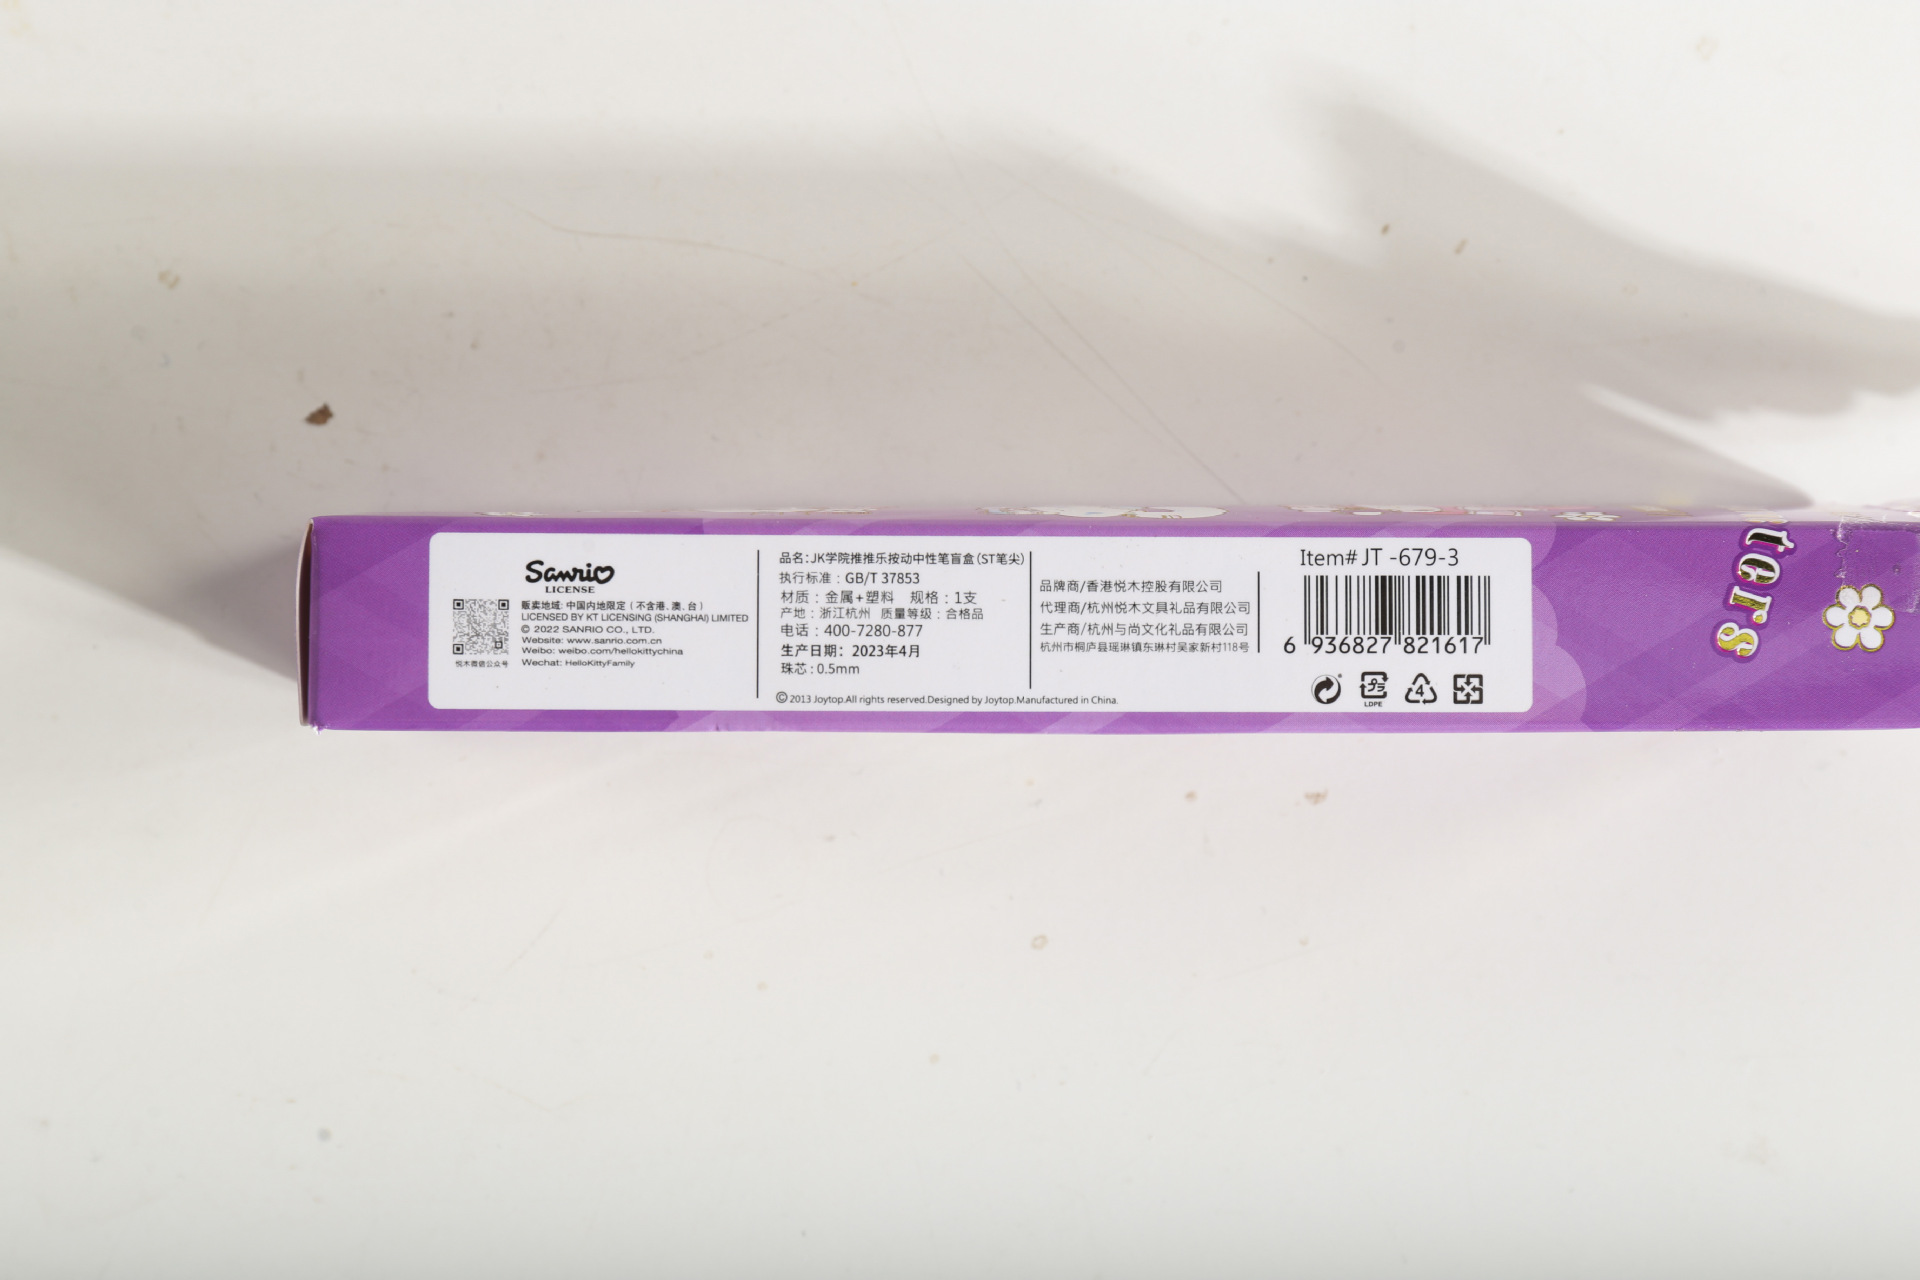 Sanrio
LICENSE
贩卖地域: 中国内地限定 ( 不含港、澳、台 )
LICENSED BY KT LICENSING (SHANGHAI) LIMITED
© 2022 SANRIO CO., LTD.
Website: www.sanrio.com.cn
Weibo: weibo.com/hellokittychina
Wechat: HelloKittyFamily
悦木微信公众号
品名: JK学院推推乐按动中性笔盲盒(ST笔尖)
执行标准 : GB/T 37853
材质 : 金属+塑料 规格 : 1支
产地 : 浙江杭州 质量等级 : 合格品
电话 : 400-7280-877
生产日期: 2023年4月
珠芯 : 0.5mm
©2013 Joytop.All rights reserved.Designed by Joytop.Manufactured in China.
品牌商/香港悦木控股有限公司
代理商/杭州悦木文具礼品有限公司
生产商/杭州与尚文化礼品有限公司
杭州市桐庐县瑶琳镇东琳村吴家新村118号
Item# JT -679-3
6 936827 821617
プラ
LDPE
4
ters